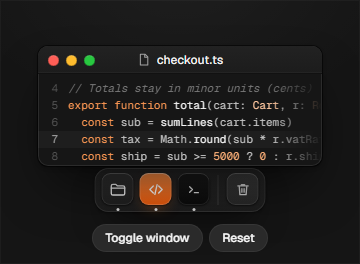 checkout.ts
4 // Totals stay in minor units (cents)
5 export function total(cart: Cart, r: R
6 const sub = sumLines(cart.items)
7 const tax = Math.round(sub * r.vatRa
8 const ship = sub >= 5000 ? 0 : r.shi
Toggle window
Reset